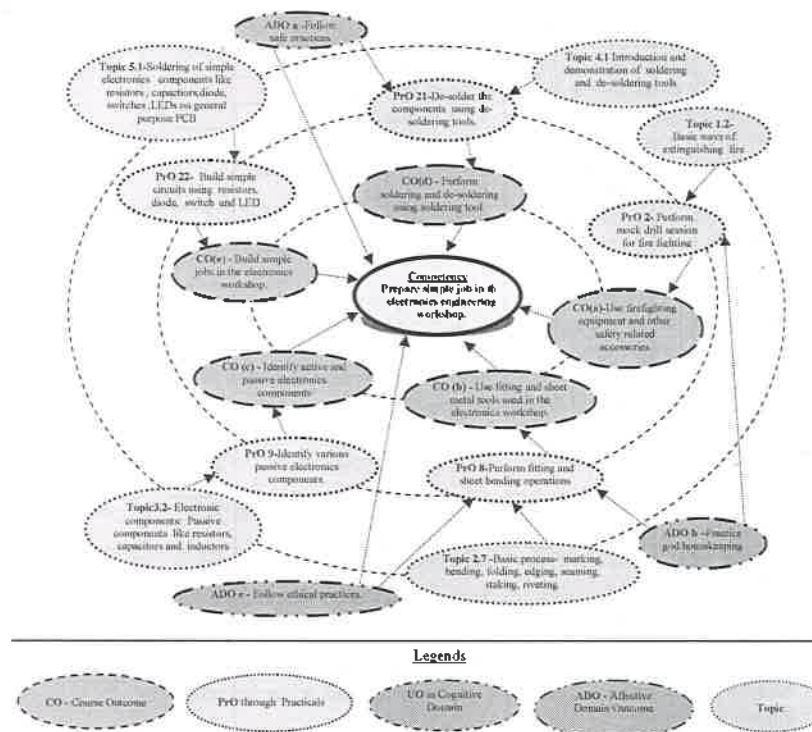 ADO a -Follow
safe practices
Topic 5.1-Soldering of simple
electronics components like
resistors, capactiors,diode,
switches ,LEDs on general
purpose PCB
Topic 4.1 Introduction and
demonstration of soldering
and de-soldering tools
PrO 21-De-solder the
components using de-
soldering tools.
Topic 1.2-
Basic ways of
extinguishing fire
PrO 22- Build simple
circuits using resistors,
diode, switch and LED
CO(d) - Perform
soldering and de-soldering
using soldering tool
PrO 2- Perform
mock drill session
for fire fighting
CO(e) - Build simple
jobs in the electronics
workshop.
Competency
Prepare simple job in th
electronics engineering
workshop.
CO(a)-Use firefighting
equipment and other
safety related
accessories.
CO (c) - Identify active and
passive electronics
components
CO (b) - Use fitting and sheet
metal tools used in the
electronics workshop.
PrO 9-Identify various
passive electronics
components.
PrO 8-Perform fitting and
sheet bending operations
Topic3.2- Electronic
components: Passive
components like resistors,
capacitors and inductors
ADO b -Practice
god housekeeping
Topic 2.7 -Basic process- marking,
bending, folding, edging, seaming,
staking, riveting.
ADO e - Follow ethical practices.
Legends
CO - Course Outcome
PrO through Practicals
UO in Cognitive
Domain
ADO - Affective
Domain Outcome
Topic